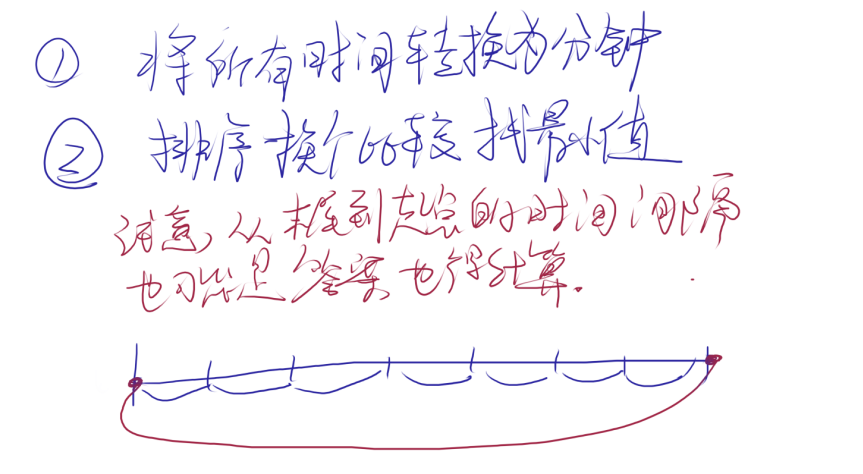 ① 将所有时间转换为分钟
② 排序 挨个比较 找最小值
注意,从末尾到起点的时间间隔
也可能是答案 也得计算.